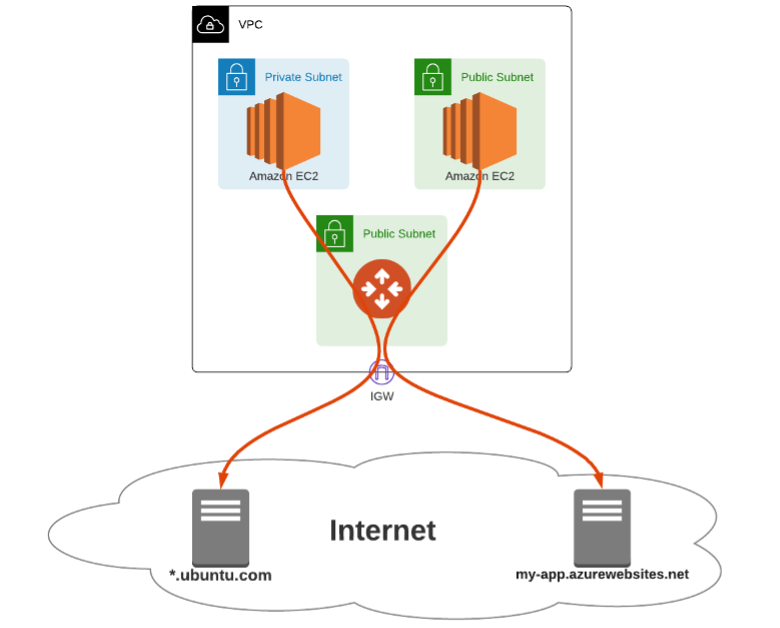 VPC
Private Subnet
Public Subnet
Amazon EC2
Amazon EC2
Public Subnet
IGW
Internet
*.ubuntu.com
my-app.azurewebsites.net